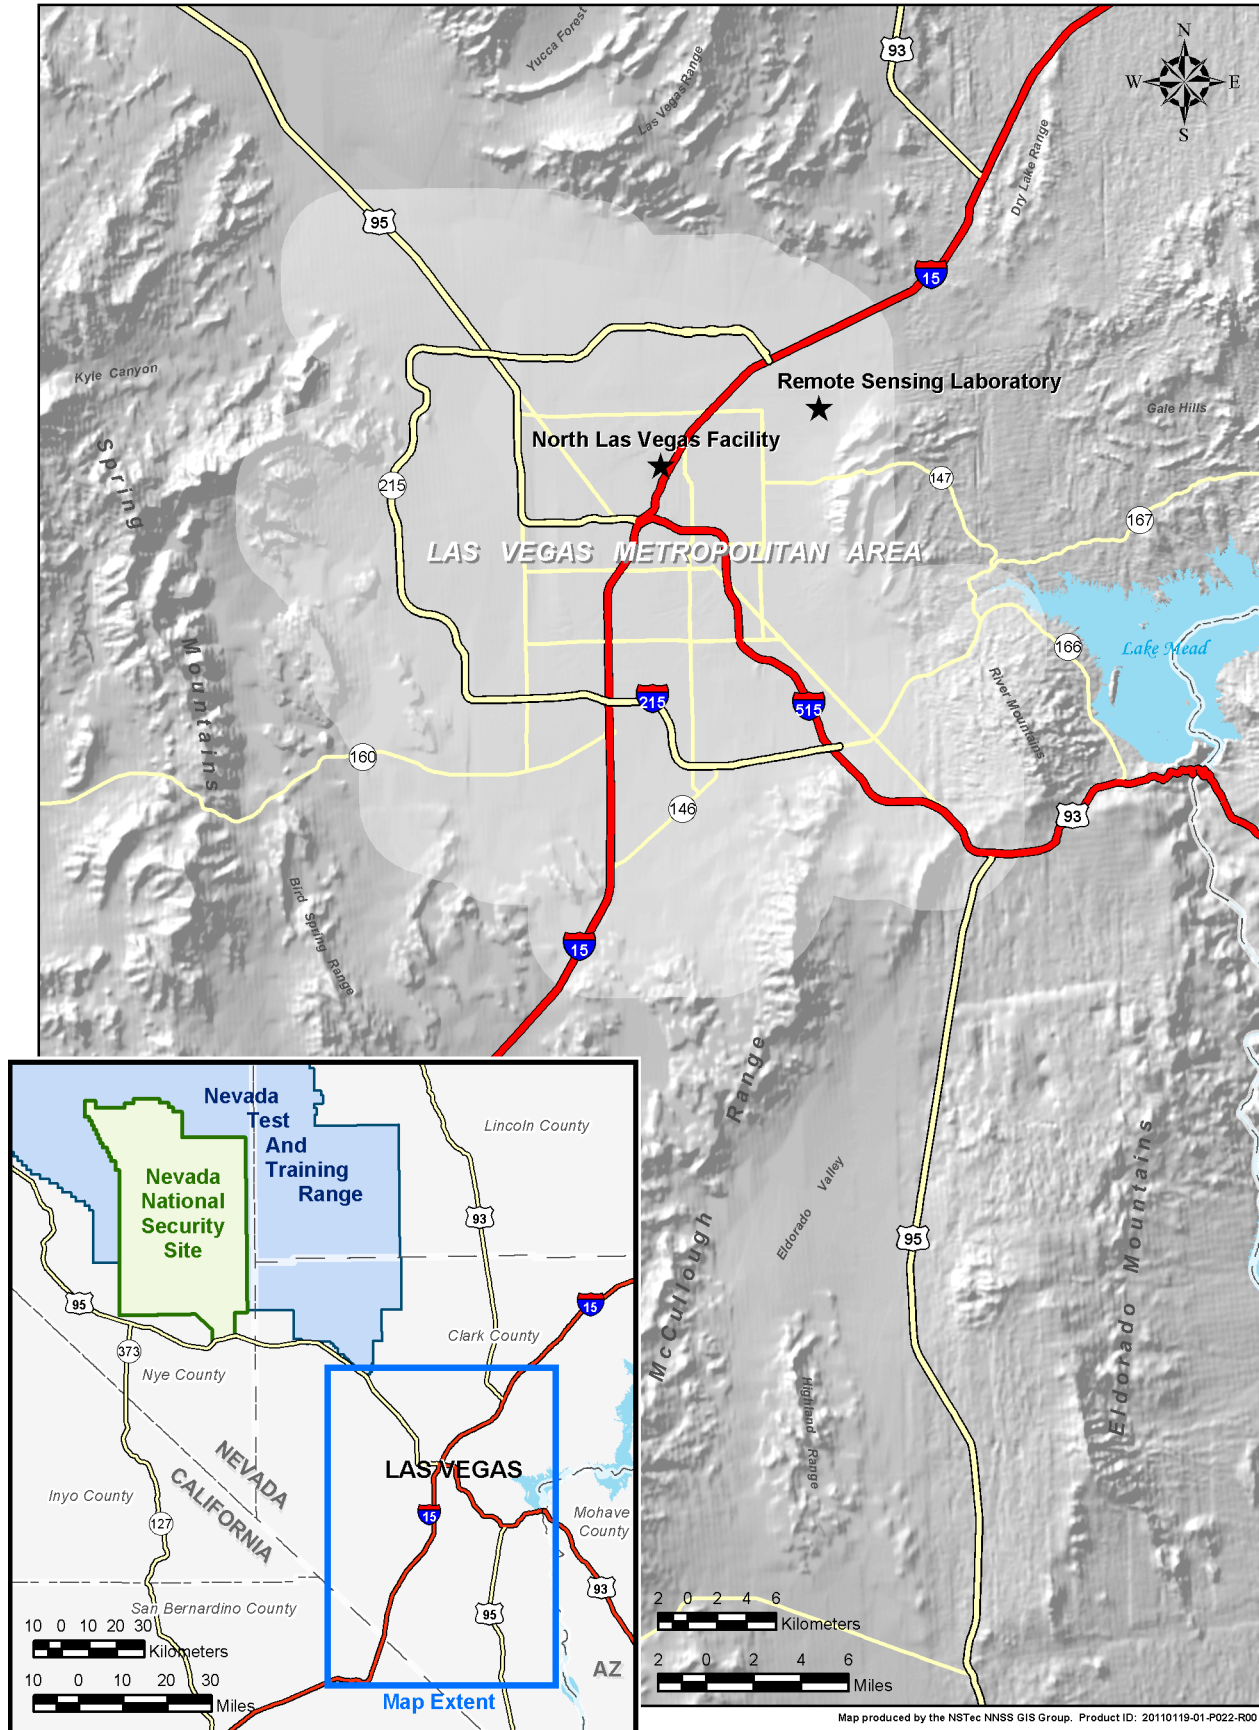 Yucca Forest
Las Vegas Range
93
N
W
E
S
Dry Lake Range
95
15
Kyle Canyon
Remote Sensing Laboratory
Gale Hills
North Las Vegas Facility
Spring
Mountains
215
147
167
LAS VEGAS METROPOLITAN AREA
Lake Mead
166
River Mountains
215
515
160
146
93
Bird Spring Range
15
McCullough Range
Eldorado Valley
95
Eldorado Mountains
Highland Range
Nevada
Test
And
Training
Range
Nevada
National
Security
Site
Lincoln County
93
95
15
373
Clark County
Nye County
NEVADA
CALIFORNIA
LAS VEGAS
Inyo County
15
Mohave
County
127
93
San Bernardino County
95
AZ
10 0 10 20 30
Kilometers
10 0 10 20 30
Miles
Map Extent
2 0 2 4 6
Kilometers
2 0 2 4 6
Miles
Map produced by the NSTec NNSS GIS Group. Product ID: 20110119-01-P022-R00